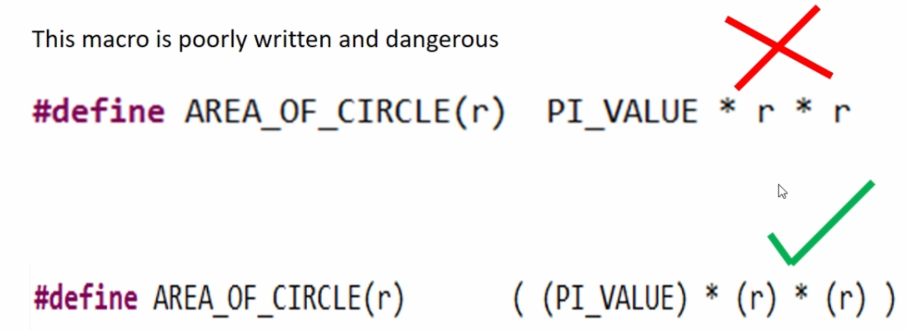 This macro is poorly written and dangerous
#define AREA_OF_CIRCLE(r) PI_VALUE * r * r
#define AREA_OF_CIRCLE(r) ( (PI_VALUE) * (r) * (r) )